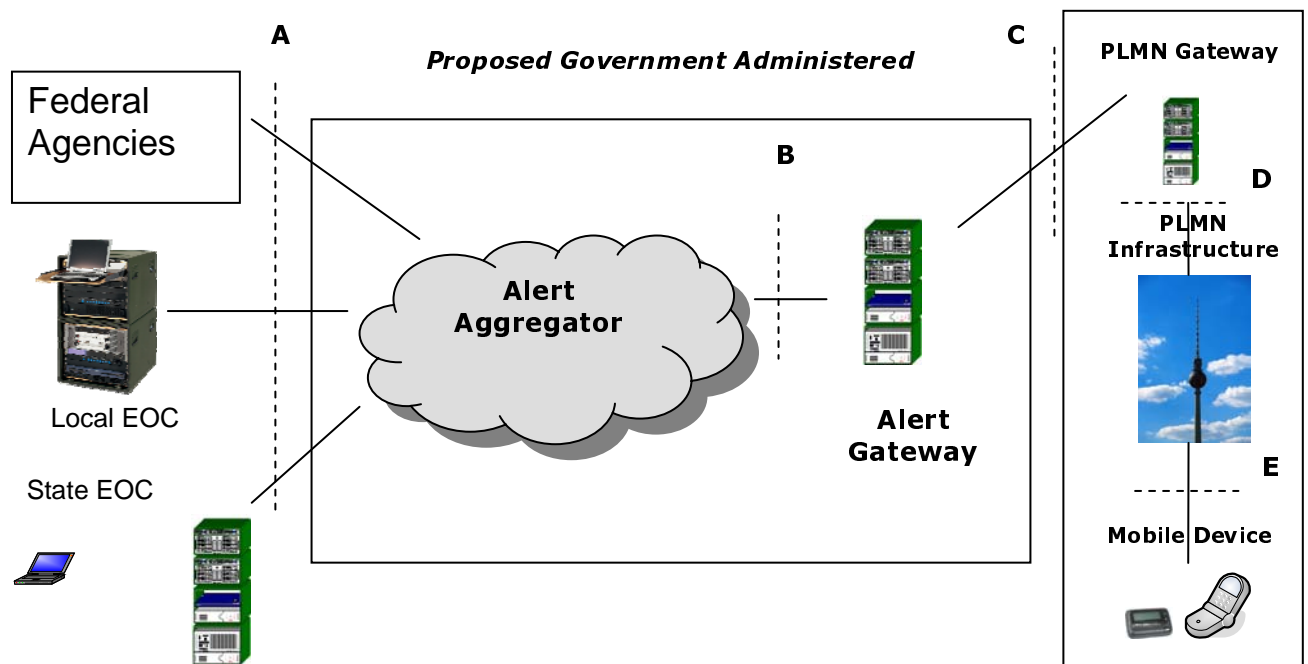 A
Proposed Government Administered
C
PLMN Gateway
Federal
Agencies
B
D
PLMN
Infrastructure
Alert
Aggregator
Local EOC
Alert
Gateway
E
State EOC
Mobile Device